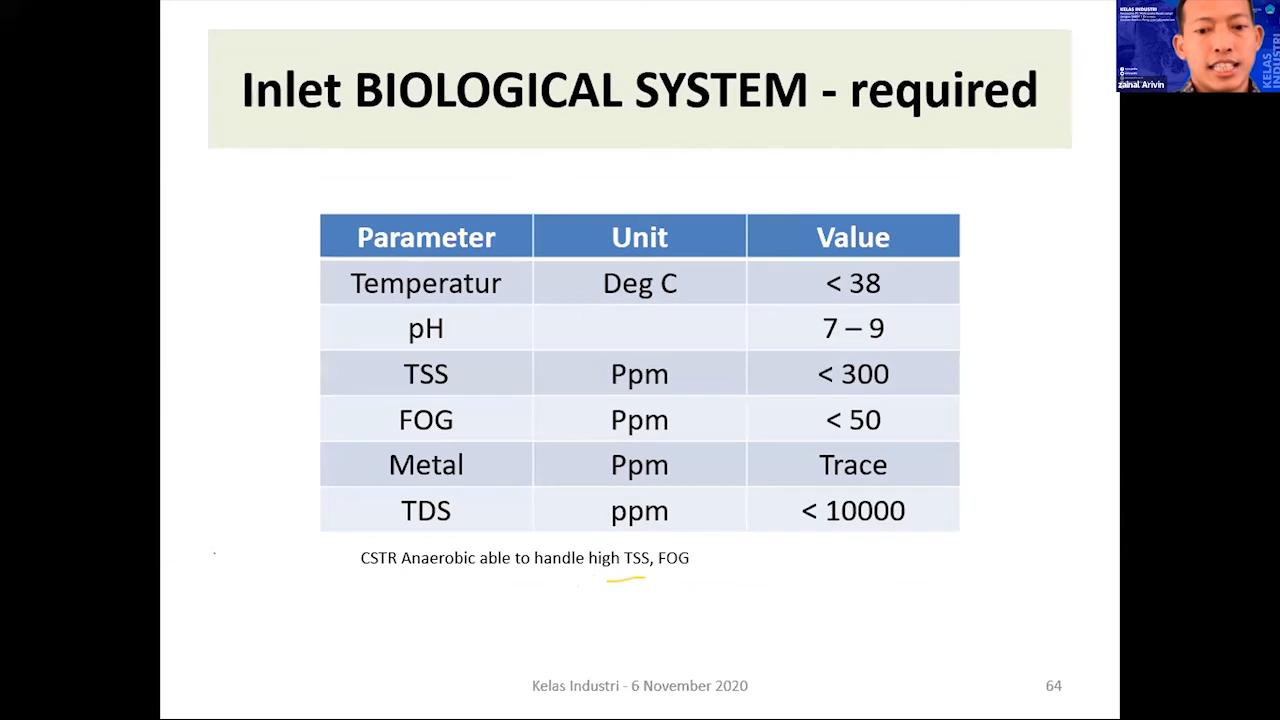 Inlet BIOLOGICAL SYSTEM - required
Parameter Unit Value
Temperatur Deg C < 38
pH 7 – 9
TSS Ppm < 300
FOG Ppm < 50
Metal Ppm Trace
TDS ppm < 10000
CSTR Anaerobic able to handle high TSS, FOG
Kelas Industri - 6 November 2020 64
KELAS INDUSTRI
zainal Arivin
KELAS
INDUSTRI